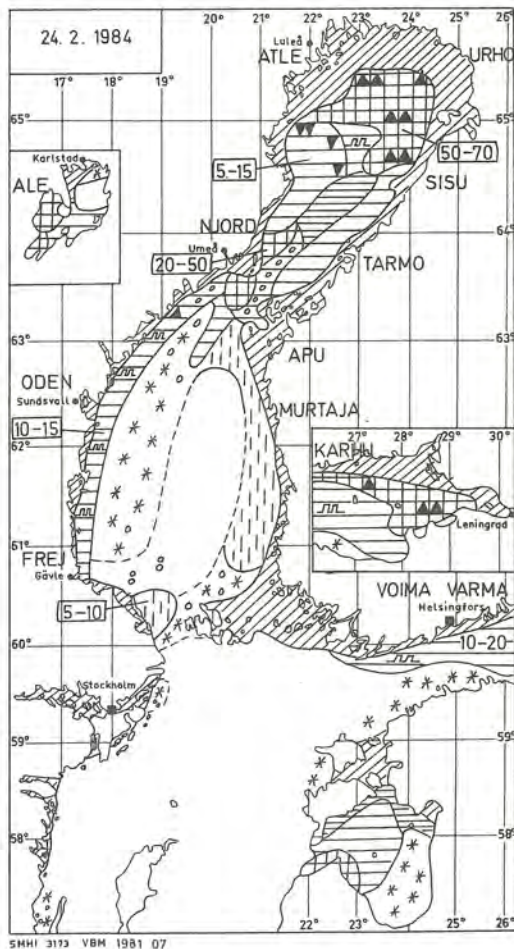 24. 2. 1984
20° 21° 22° 23° 24° 25° 26°
17° 18° 19°
Luleå
ATLE
URHO
65° 65°
Karlstad
ALE
50-70
5-15
SISU
NJORD
64°
Umeå
20-50
TARMO
63° 63°
APU
ODEN
Sundsvall
MURTAJA
10-15
62°
27° 28° 29° 30°
KARHU
Leningrad
61°
FREJ
Gävle
VOIMA VARMA
Helsingfors
5-10
10-20
60°
Stockholm
59° 59°
58° 58°
22° 23° 24° 25° 26°
SMHI 3173 VBM 1981 07